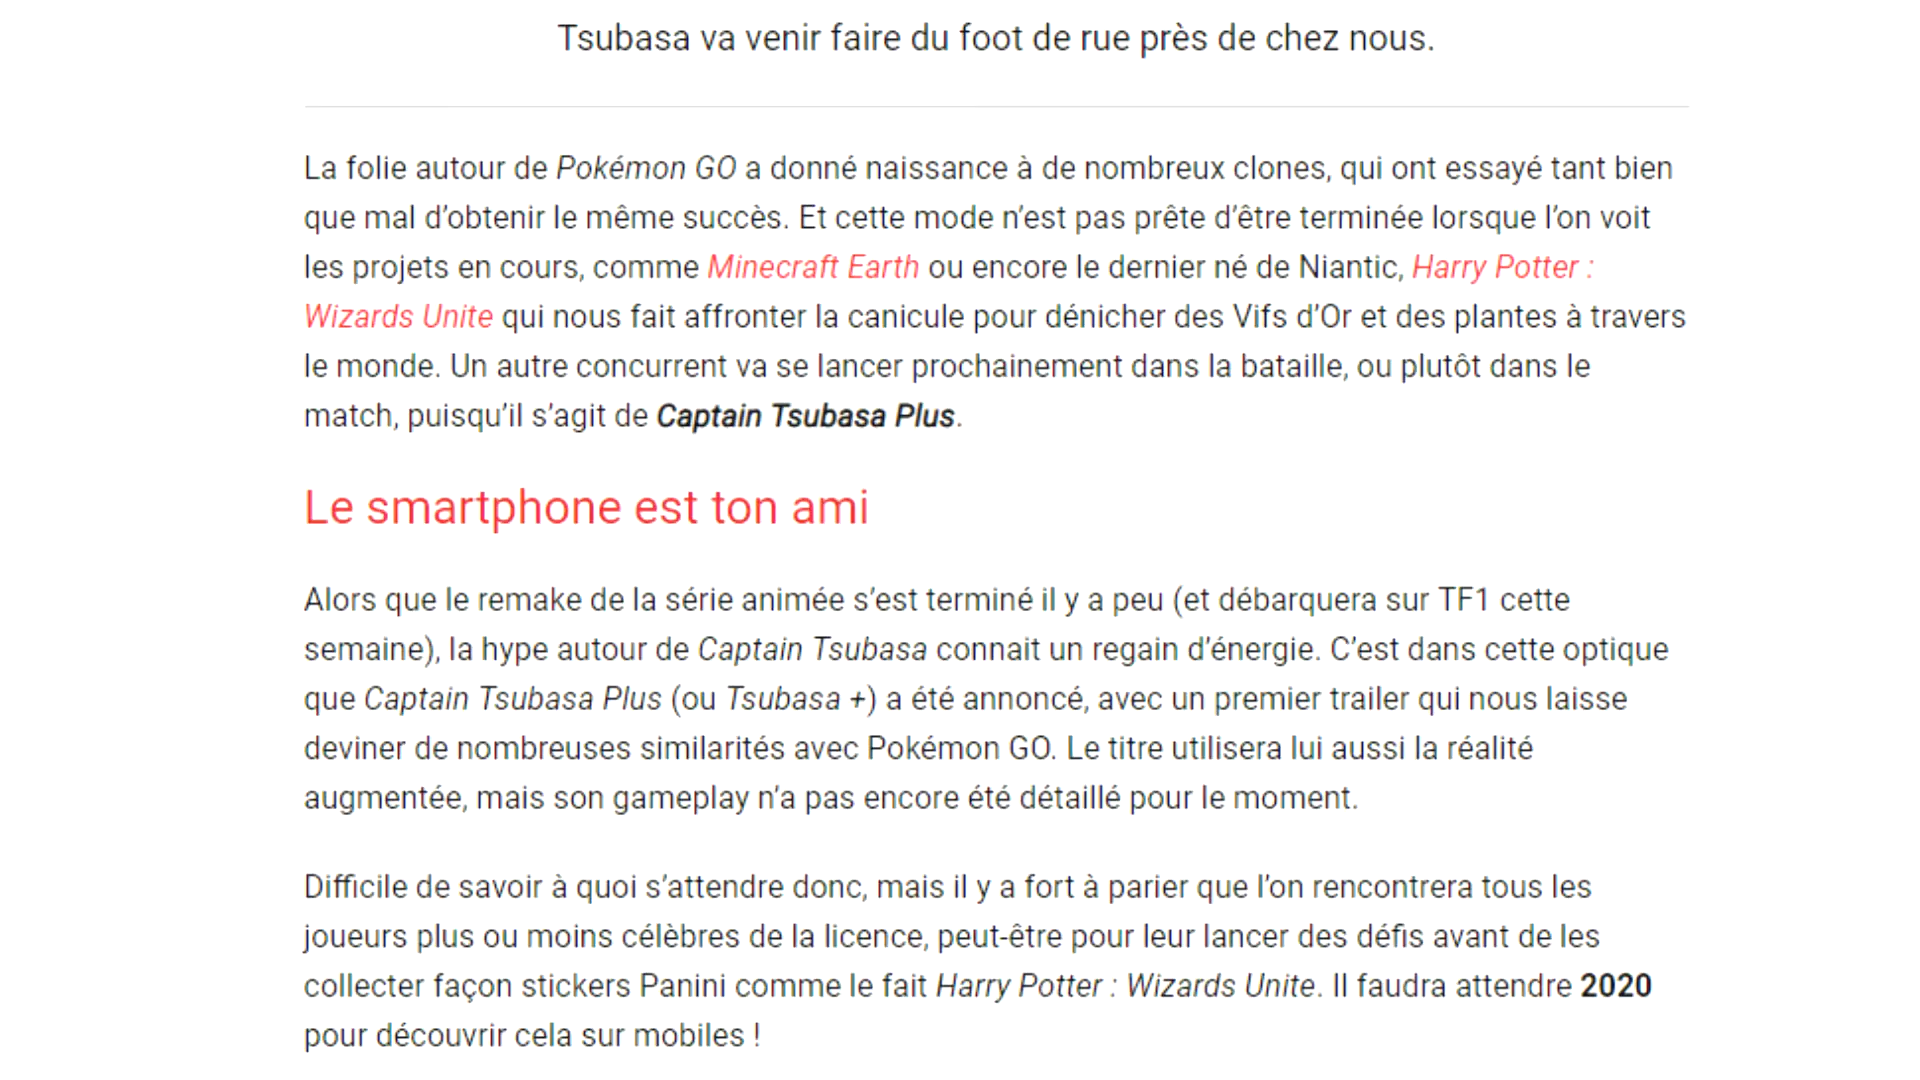 Tsubasa va venir faire du foot de rue près de chez nous.
La folie autour de Pokémon GO a donné naissance à de nombreux clones, qui ont essayé tant bien
que mal d’obtenir le même succès. Et cette mode n’est pas prête d’être terminée lorsque l’on voit
les projets en cours, comme Minecraft Earth ou encore le dernier né de Niantic, Harry Potter :
Wizards Unite qui nous fait affronter la canicule pour dénicher des Vifs d’Or et des plantes à travers
le monde. Un autre concurrent va se lancer prochainement dans la bataille, ou plutôt dans le
match, puisqu’il s’agit de Captain Tsubasa Plus.
Le smartphone est ton ami
Alors que le remake de la série animée s’est terminé il y a peu (et débarquera sur TF1 cette
semaine), la hype autour de Captain Tsubasa connait un regain d’énergie. C’est dans cette optique
que Captain Tsubasa Plus (ou Tsubasa +) a été annoncé, avec un premier trailer qui nous laisse
deviner de nombreuses similarités avec Pokémon GO. Le titre utilisera lui aussi la réalité
augmentée, mais son gameplay n’a pas encore été détaillé pour le moment.
Difficile de savoir à quoi s’attendre donc, mais il y a fort à parier que l’on rencontrera tous les
joueurs plus ou moins célèbres de la licence, peut-être pour leur lancer des défis avant de les
collecter façon stickers Panini comme le fait Harry Potter : Wizards Unite. Il faudra attendre 2020
pour découvrir cela sur mobiles !